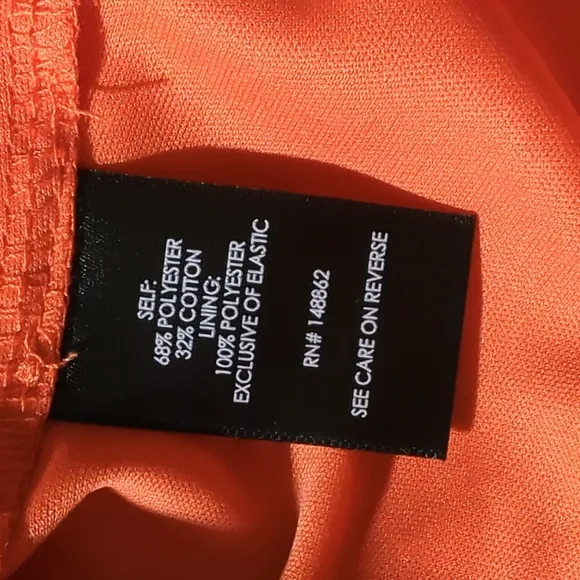 SELF:
68% POLYESTER
32% COTTON
LINING:
100% POLYESTER
EXCLUSIVE OF ELASTIC
RN# 148862
SEE CARE ON REVERSE